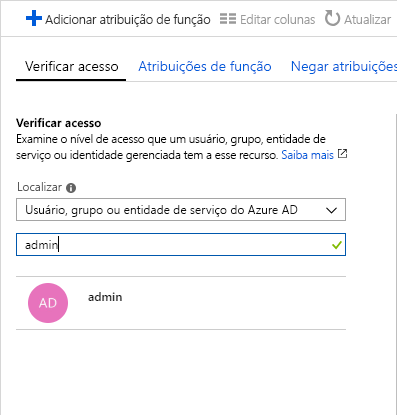 Adicionar atribuição de função Editar colunas Atualizar
Verificar acesso Atribuições de função Negar atribuições
Verificar acesso
Examine o nível de acesso que um usuário, grupo, entidade de
serviço ou identidade gerenciada tem a esse recurso. Saiba mais
Localizar
Usuário, grupo ou entidade de serviço do Azure AD
admin
AD admin